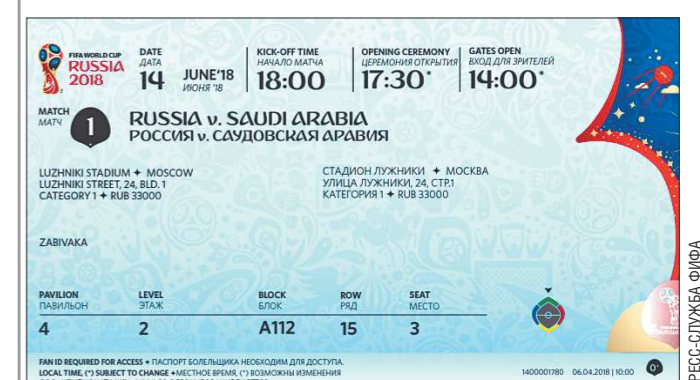 FIFA WORLD CUP
RUSSIA
2018
DATE
ДАТА
14 JUNE'18
ИЮНЯ '18
KICK-OFF TIME
НАЧАЛО МАТЧА
18:00
OPENING CEREMONY
ЦЕРЕМОНИЯ ОТКРЫТИЯ
17:30*
GATES OPEN
ВХОД ДЛЯ ЗРИТЕЛЕЙ
14:00*
MATCH
МАТЧ
1
RUSSIA v. SAUDI ARABIA
РОССИЯ v. САУДОВСКАЯ АРАВИЯ
LUZHNIKI STADIUM ✦ MOSCOW
LUZHNIKI STREET, 24, BLD. 1
CATEGORY 1 ✦ RUB 33000
СТАДИОН ЛУЖНИКИ ✦ МОСКВА
УЛИЦА ЛУЖНИКИ, 24, СТР.1
КАТЕГОРИЯ 1 ✦ RUB 33000
ZABIVAKA
PAVILION
ПАВИЛЬОН
4
LEVEL
ЭТАЖ
2
BLOCK
БЛОК
A112
ROW
РЯД
15
SEAT
МЕСТО
3
FAN ID REQUIRED FOR ACCESS ✦ ПАСПОРТ БОЛЕЛЬЩИКА НЕОБХОДИМ ДЛЯ ДОСТУПА.
LOCAL TIME, (*) SUBJECT TO CHANGE ✦ МЕСТНОЕ ВРЕМЯ, (*) ВОЗМОЖНЫ ИЗМЕНЕНИЯ
1400001780 06.04.2018 | 10:00
РЕСС-СЛУЖБА ФИФА